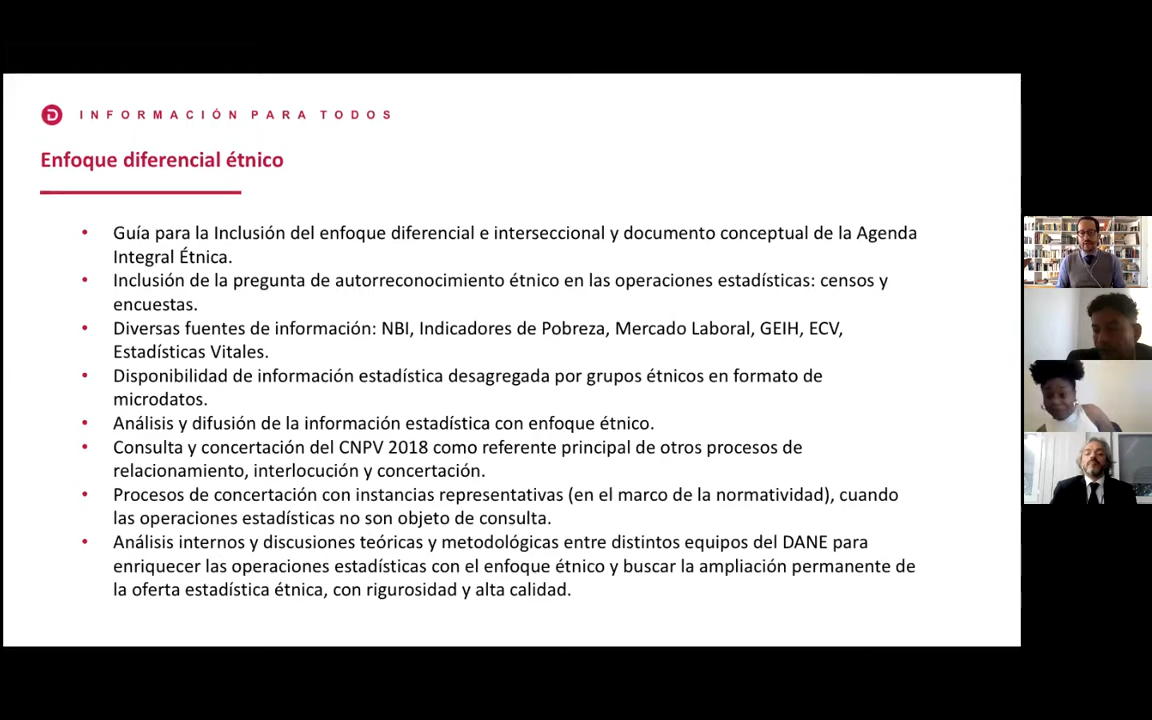 INFORMACIÓN PARA TODOS
Enfoque diferencial étnico
• Guía para la Inclusión del enfoque diferencial e interseccional y documento conceptual de la Agenda
Integral Étnica.
• Inclusión de la pregunta de autorreconocimiento étnico en las operaciones estadísticas: censos y
encuestas.
• Diversas fuentes de información: NBI, Indicadores de Pobreza, Mercado Laboral, GEIH, ECV,
Estadísticas Vitales.
• Disponibilidad de información estadística desagregada por grupos étnicos en formato de
microdatos.
• Análisis y difusión de la información estadística con enfoque étnico.
• Consulta y concertación del CNPV 2018 como referente principal de otros procesos de
relacionamiento, interlocución y concertación.
• Procesos de concertación con instancias representativas (en el marco de la normatividad), cuando
las operaciones estadísticas no son objeto de consulta.
• Análisis internos y discusiones teóricas y metodológicas entre distintos equipos del DANE para
enriquecer las operaciones estadísticas con el enfoque étnico y buscar la ampliación permanente de
la oferta estadística étnica, con rigurosidad y alta calidad.